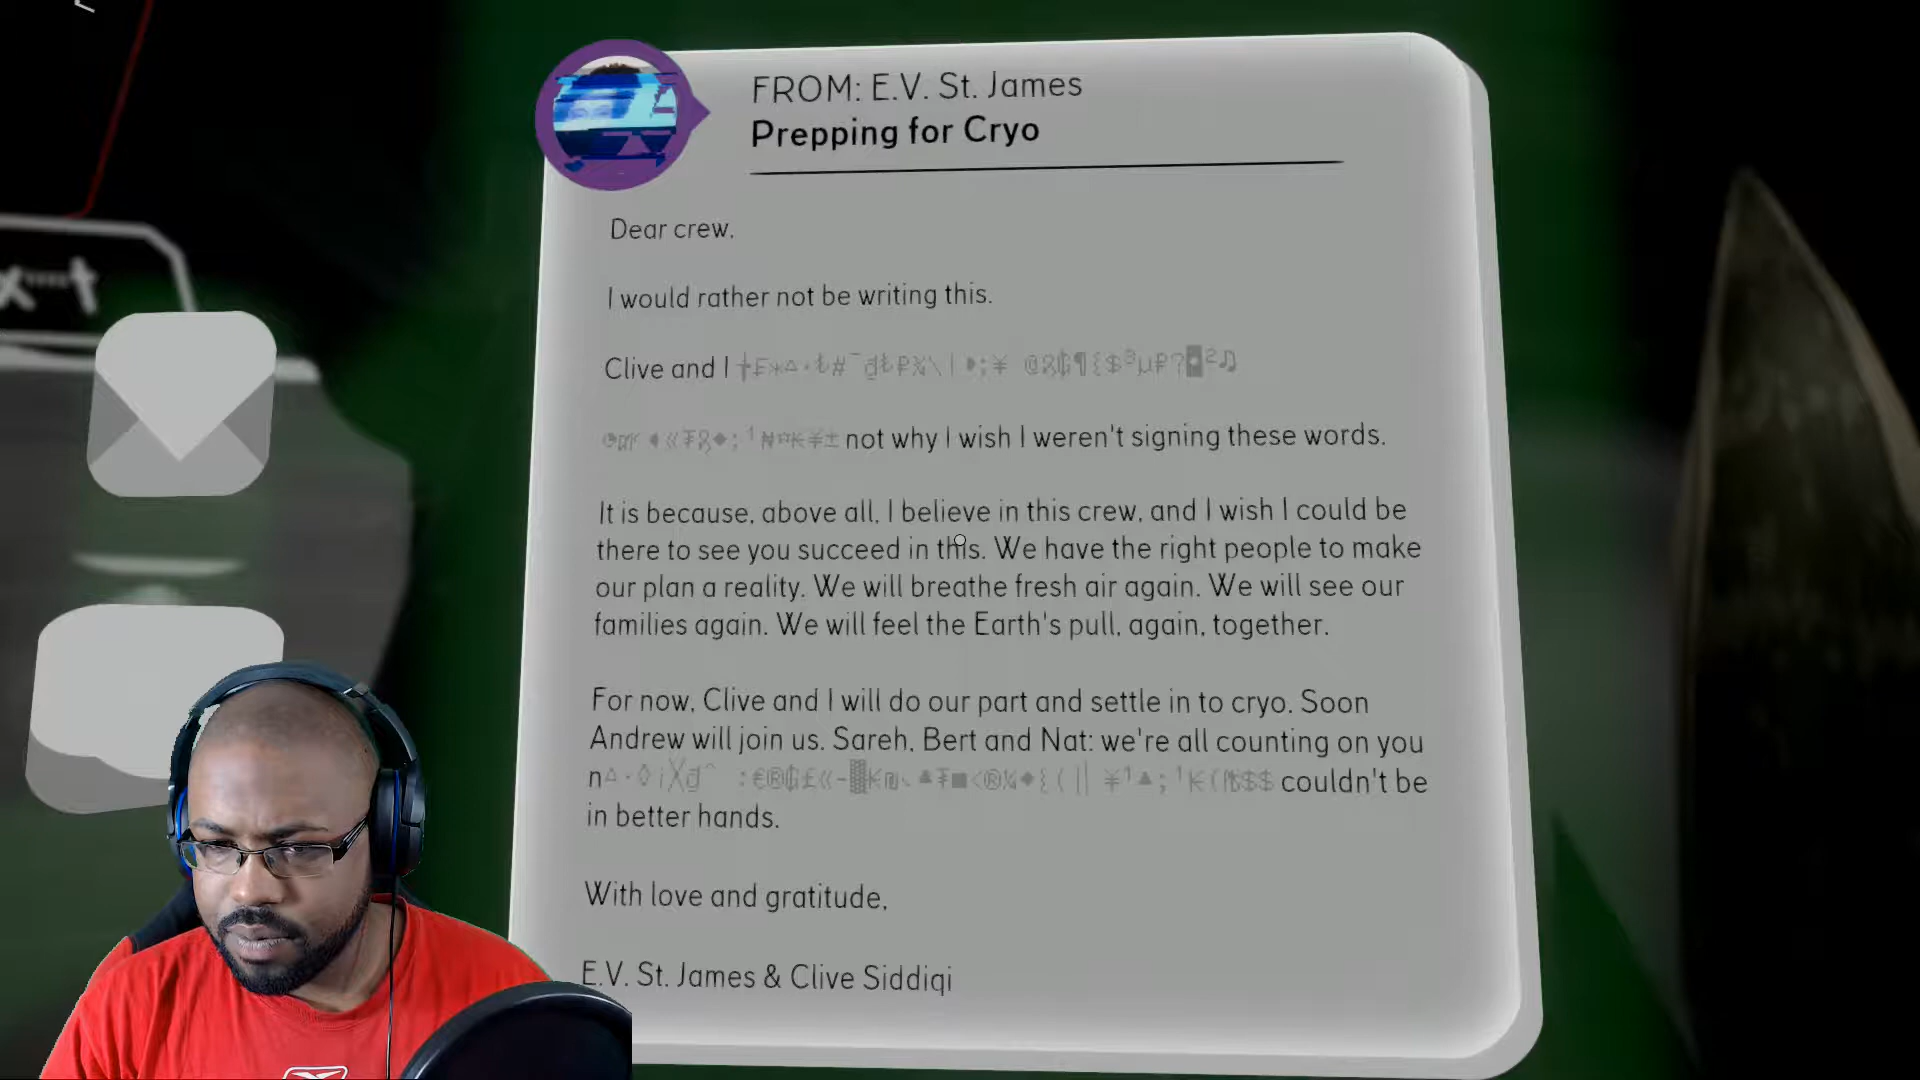 FROM: E.V. St. James
Prepping for Cryo
Dear crew,
I would rather not be writing this.
Clive and I
not why I wish I weren't signing these words.
It is because, above all, I believe in this crew, and I wish I could be
there to see you succeed in this. We have the right people to make
our plan a reality. We will breathe fresh air again. We will see our
families again. We will feel the Earth's pull, again, together.
For now, Clive and I will do our part and settle in to cryo. Soon
Andrew will join us. Sareh, Bert and Nat: we're all counting on you
n couldn't be
in better hands.
With love and gratitude,
E.V. St. James & Clive Siddiqi